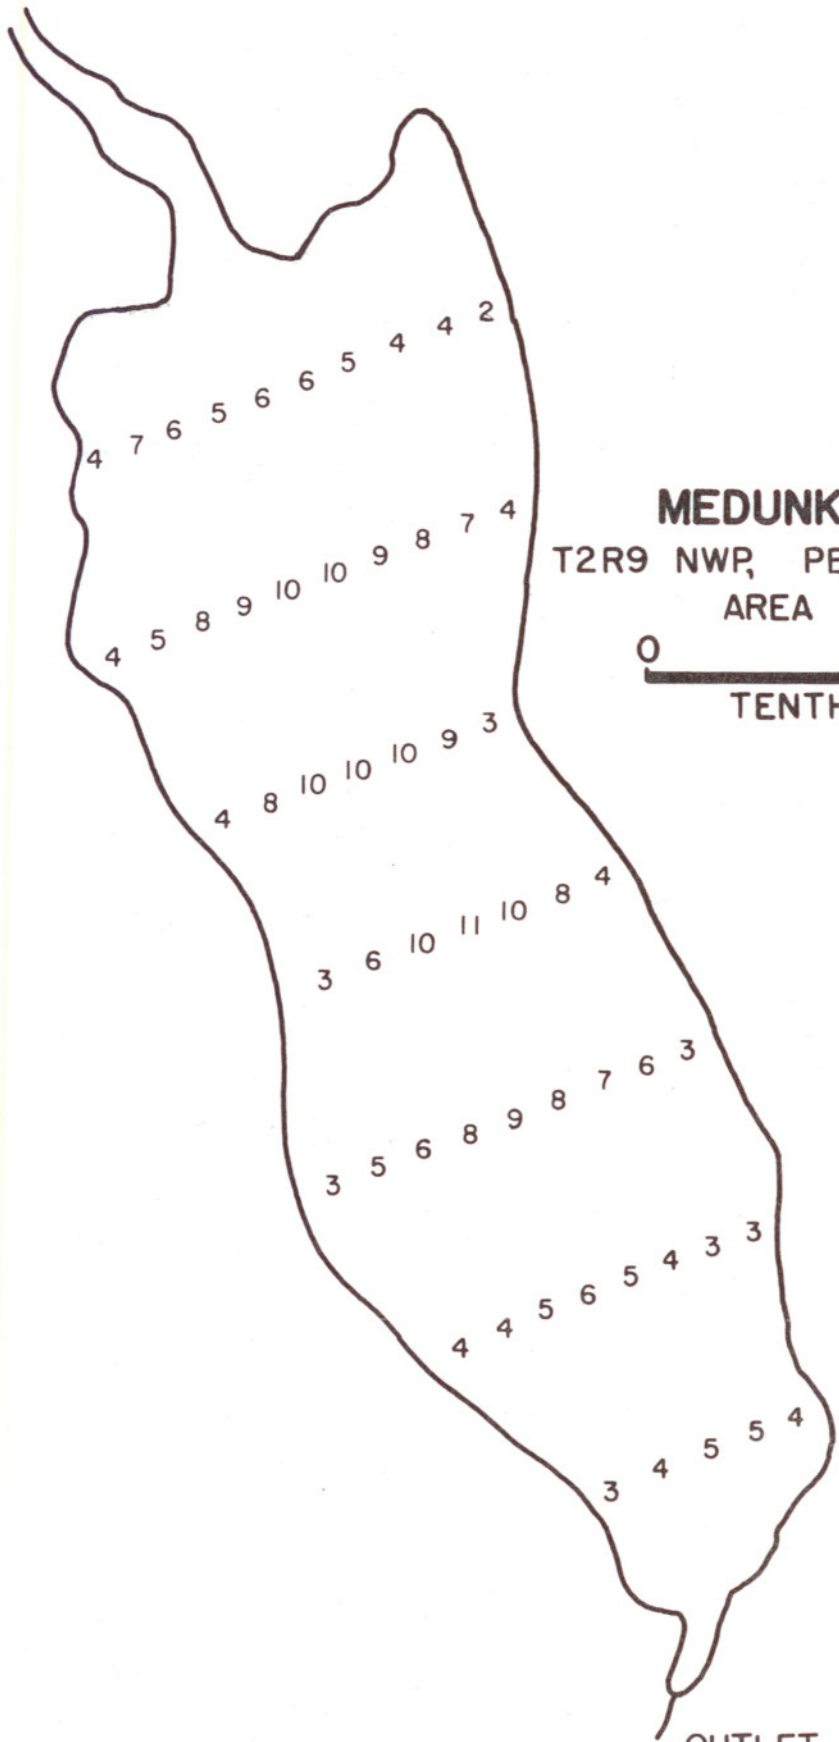 4 7 6 5 6 6 5 4 4 2
4 5 8 9 10 10 9 8 7 4
MEDUNK
T2R9 NWP, PE
AREA
0
TENTH
4 8 10 10 10 9 3
3 6 10 11 10 8 4
3 5 6 8 9 8 7 6 3
4 4 5 6 5 4 3 3
3 4 5 5 4
OUTLET